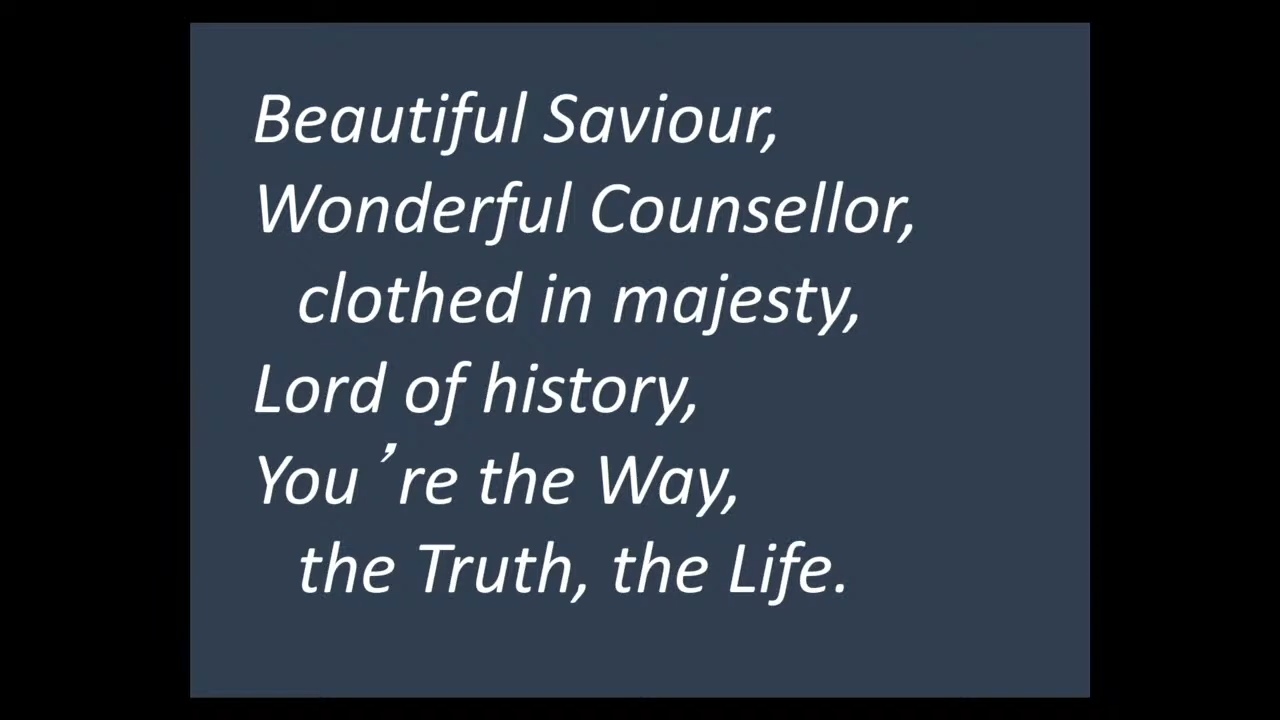 Beautiful Saviour,
Wonderful Counsellor,
clothed in majesty,
Lord of history,
You’re the Way,
the Truth, the Life.